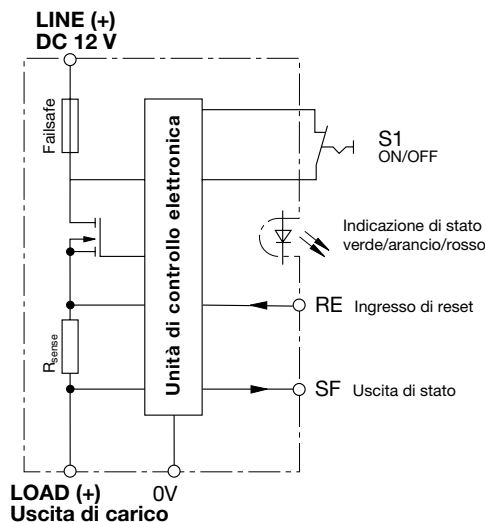 LINE (+)
DC 12 V
Failsafe
Unità di controllo elettronica
S1
ON/OFF
Indicazione di stato
verde/arancio/rosso
RE Ingresso di reset
Rsense
SF Uscita di stato
LOAD (+)
0V
Uscita di carico